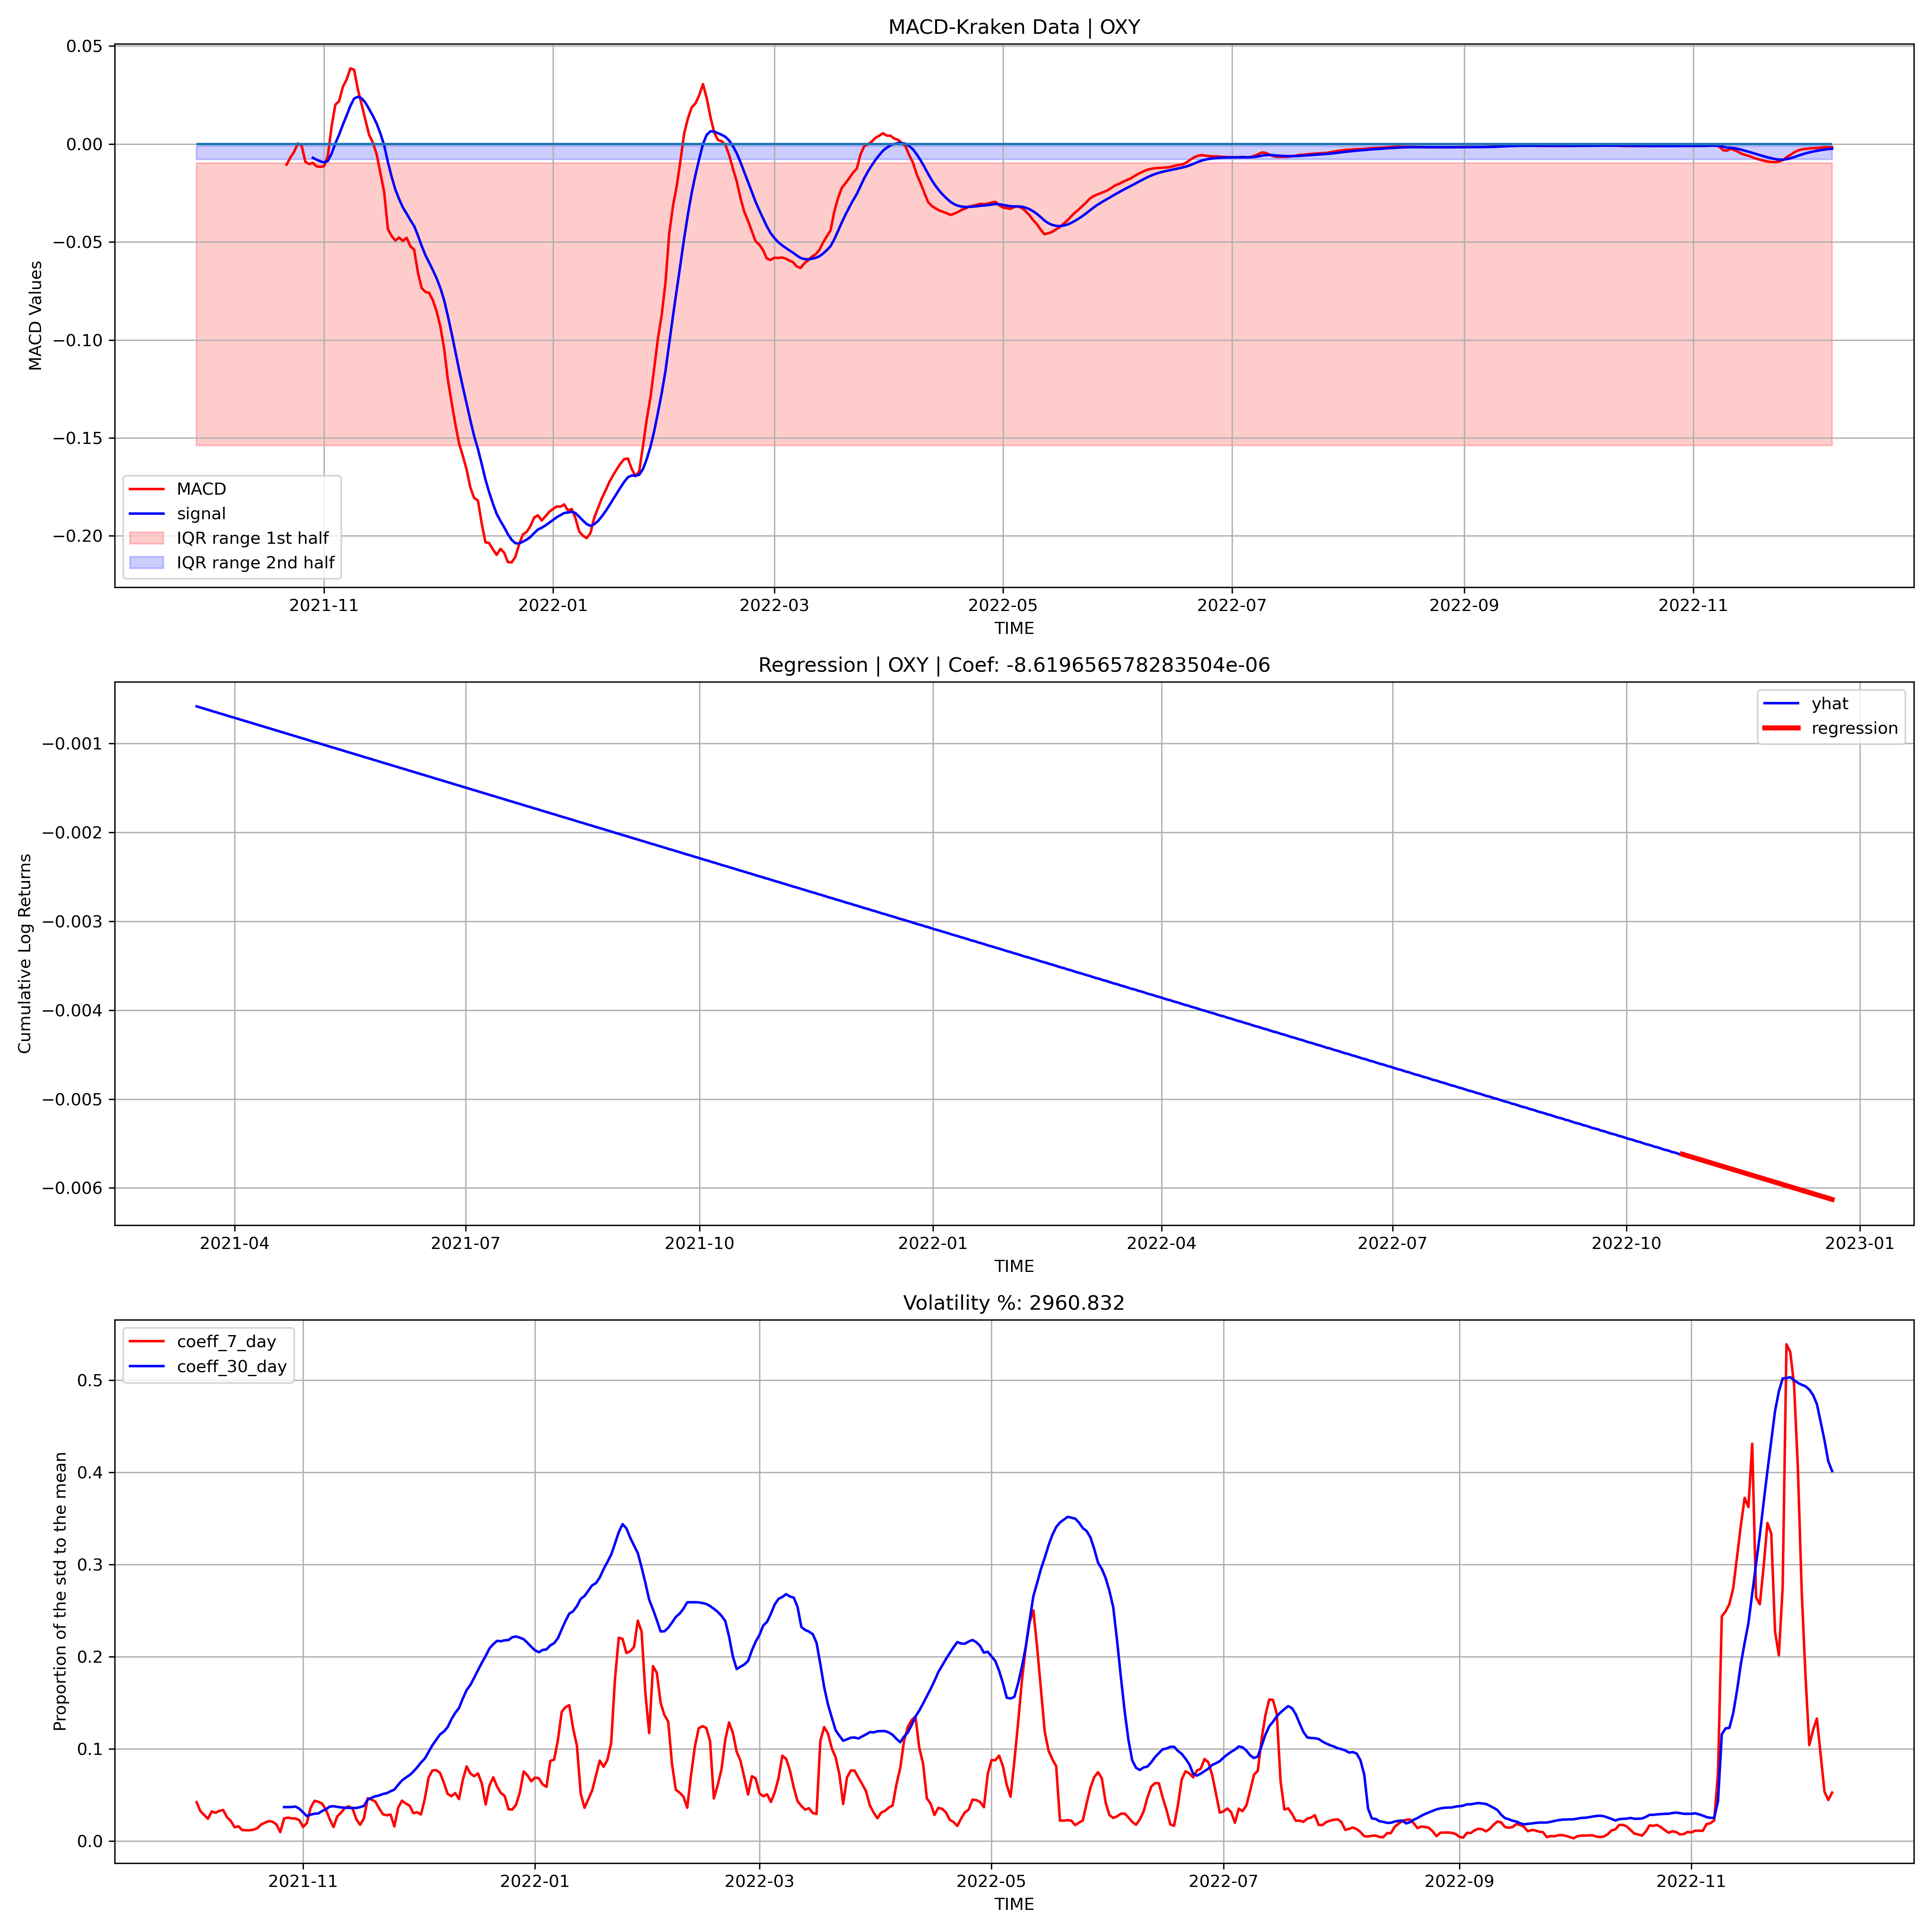 MACD-Kraken Data | OXY
0.05
0.00
−0.05
−0.10
−0.15
−0.20
MACD Values
MACD
signal
IQR range 1st half
IQR range 2nd half
2021-11
2022-01
2022-03
2022-05
2022-07
2022-09
2022-11
TIME
Regression | OXY | Coef: -8.619656578283504e-06
−0.001
−0.002
−0.003
−0.004
−0.005
−0.006
Cumulative Log Returns
yhat
regression
2021-04
2021-07
2021-10
2022-01
2022-04
2022-07
2022-10
2023-01
TIME
Volatility %: 2960.832
coeff_7_day
coeff_30_day
0.5
0.4
0.3
0.2
0.1
0.0
Proportion of the std to the mean
2021-11
2022-01
2022-03
2022-05
2022-07
2022-09
2022-11
TIME